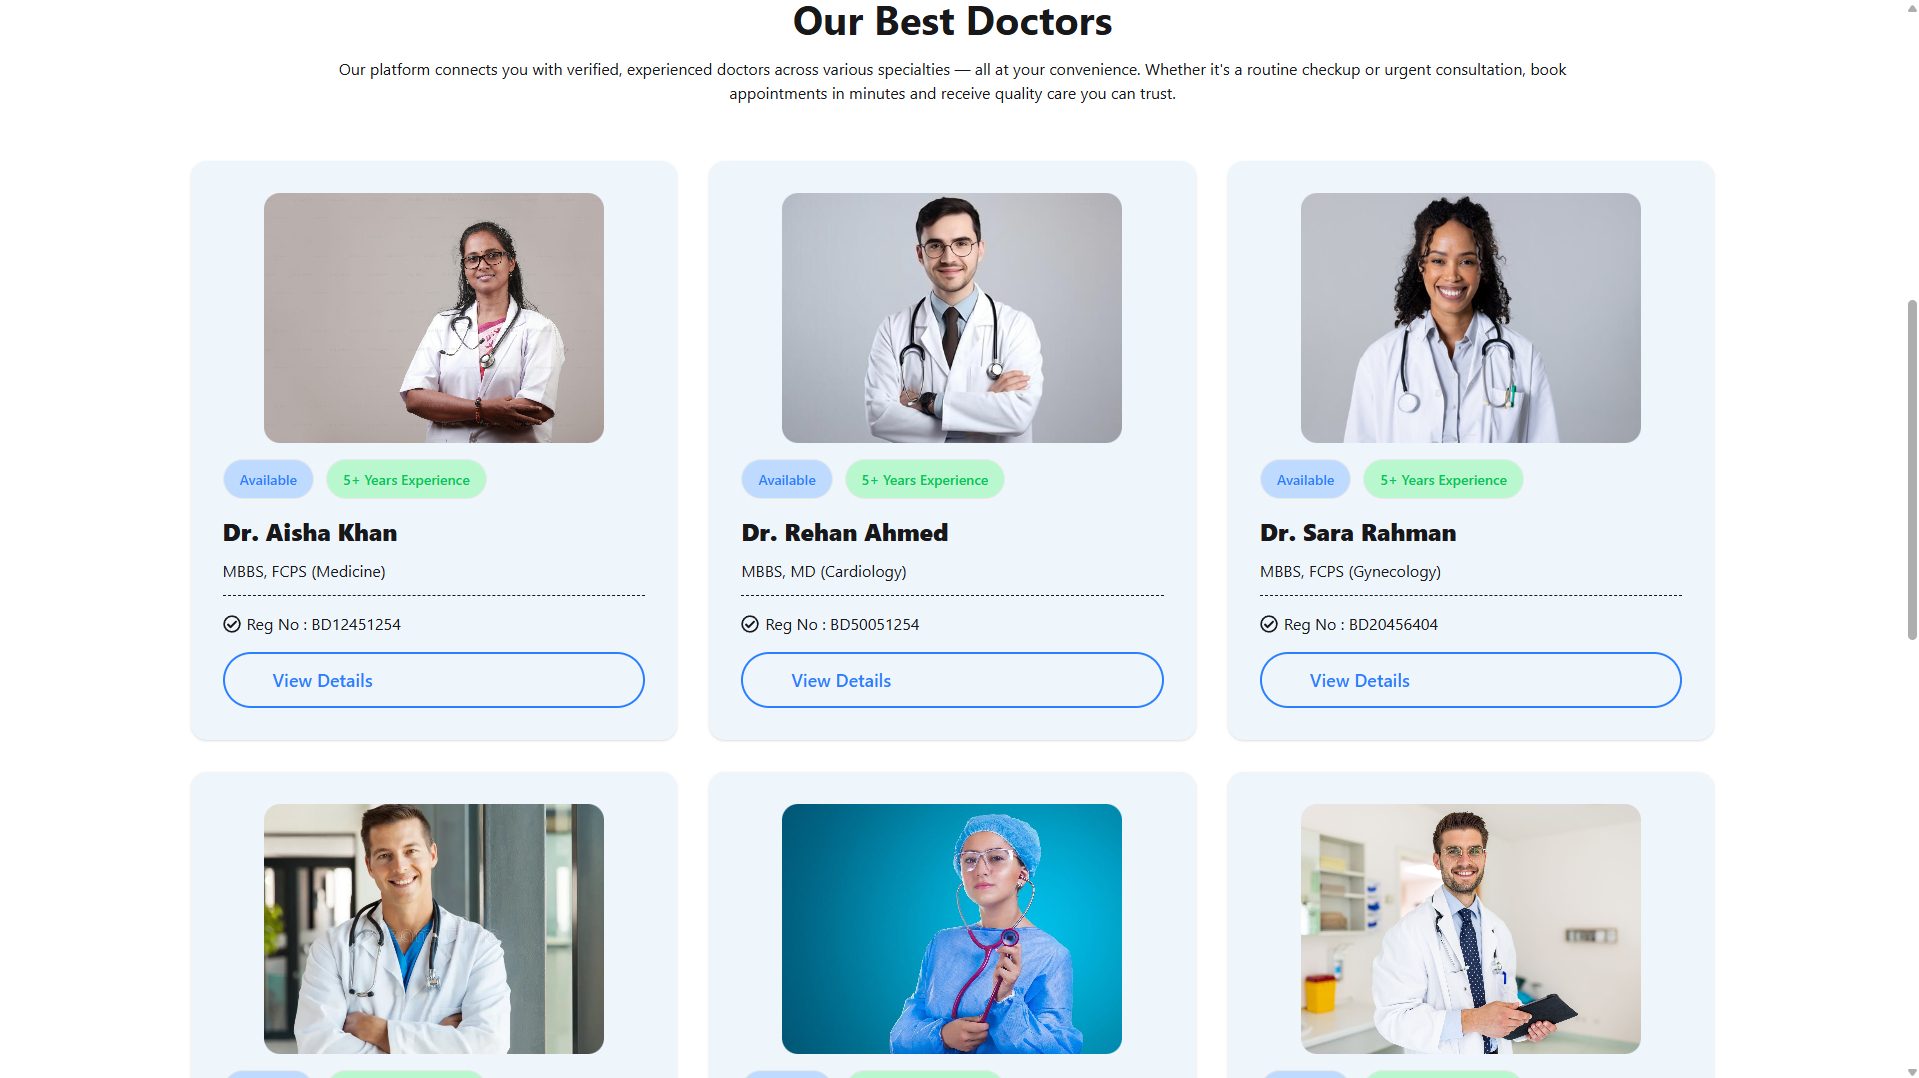 Our Best Doctors
Our platform connects you with verified, experienced doctors across various specialties — all at your convenience. Whether it's a routine checkup or urgent consultation, book
appointments in minutes and receive quality care you can trust.
Available
5+ Years Experience
Dr. Aisha Khan
MBBS, FCPS (Medicine)
Reg No : BD12451254
View Details
Available
5+ Years Experience
Dr. Rehan Ahmed
MBBS, MD (Cardiology)
Reg No : BD50051254
View Details
Available
5+ Years Experience
Dr. Sara Rahman
MBBS, FCPS (Gynecology)
Reg No : BD20456404
View Details